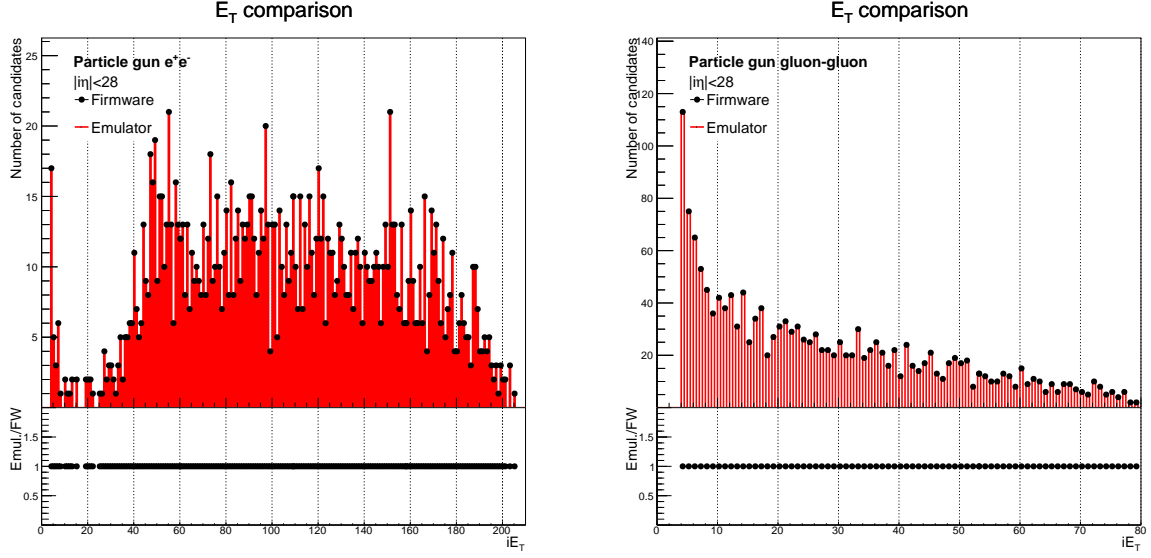 E_T comparison
Number of candidates
25
20
15
10
5
Particle gun e⁺e⁻
|iη|<28
Firmware
Emulator
Emul./FW
1.5
1
0.5
0 20 40 60 80 100 120 140 160 180 200
iE_T
E_T comparison
Number of candidates
140
120
100
80
60
40
20
Particle gun gluon-gluon
|iη|<28
Firmware
Emulator
Emul./FW
1.5
1
0.5
0 10 20 30 40 50 60 70 80
iE_T